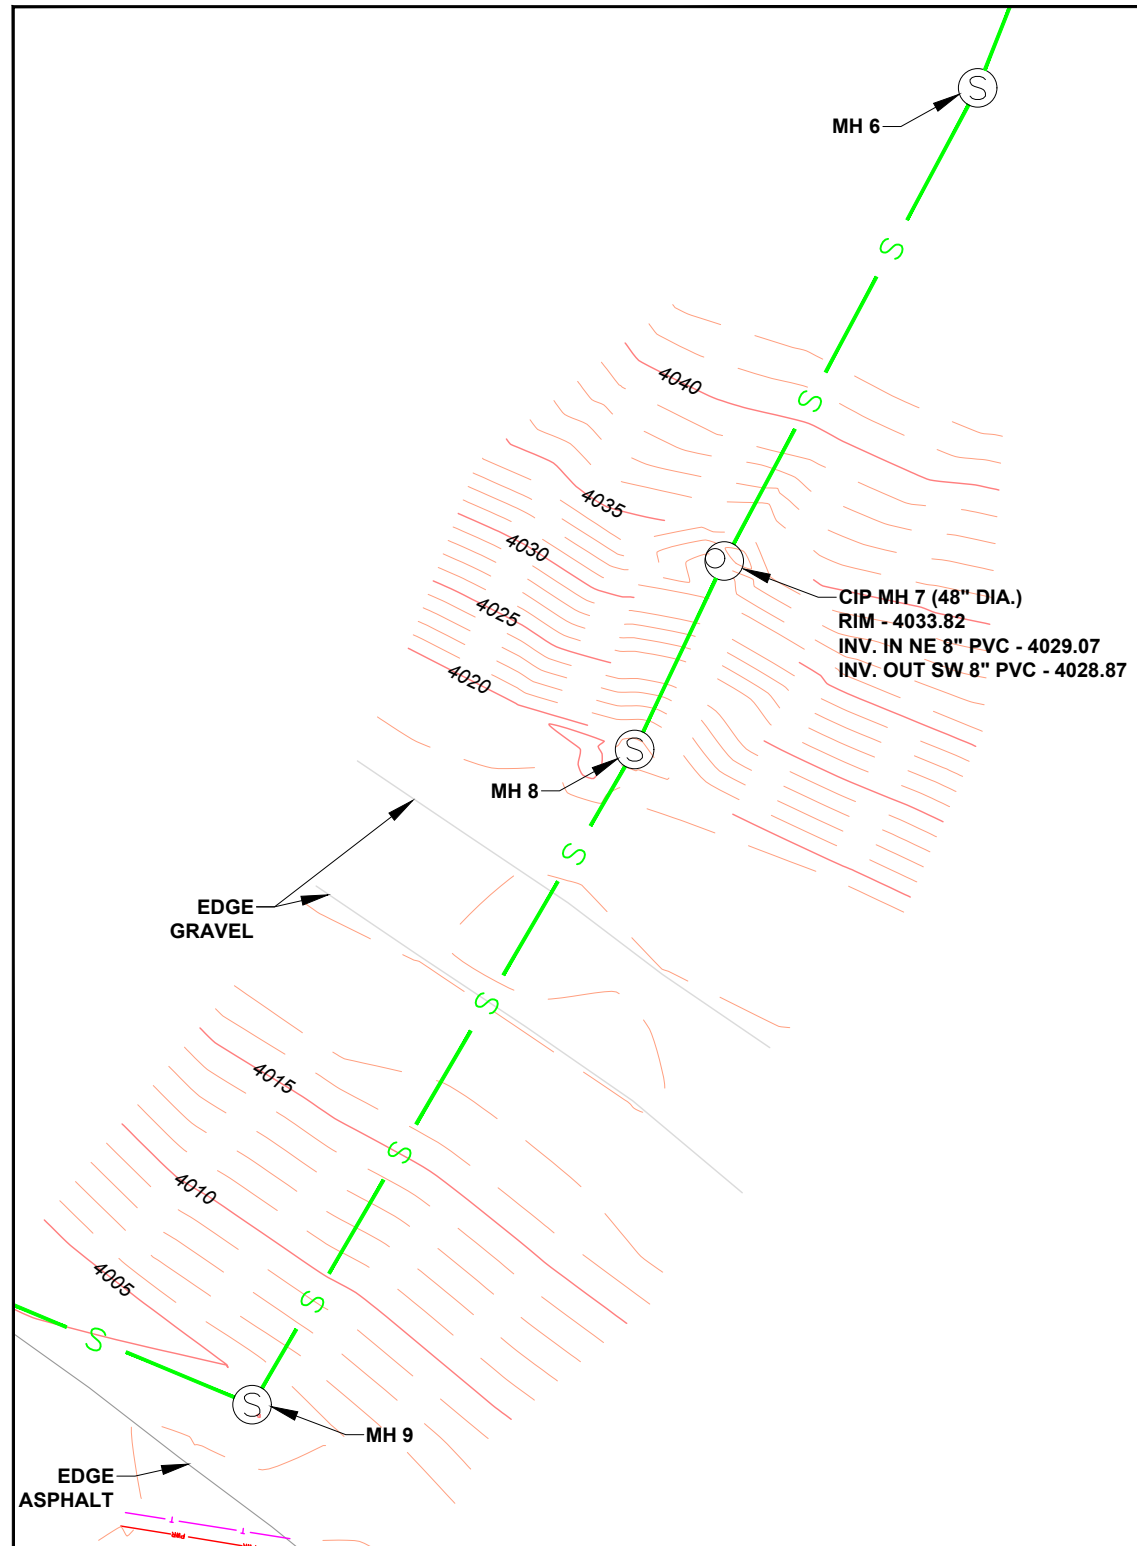 S
MH 6
S
4040
S
4035
4030
CIP MH 7 (48" DIA.)
RIM - 4033.82
INV. IN NE 8" PVC - 4029.07
INV. OUT SW 8" PVC - 4028.87
4025
4020
S
MH 8
S
EDGE
GRAVEL
S
4015
S
4010
4005
S
S
S
MH 9
EDGE
ASPHALT
T
T
PWR